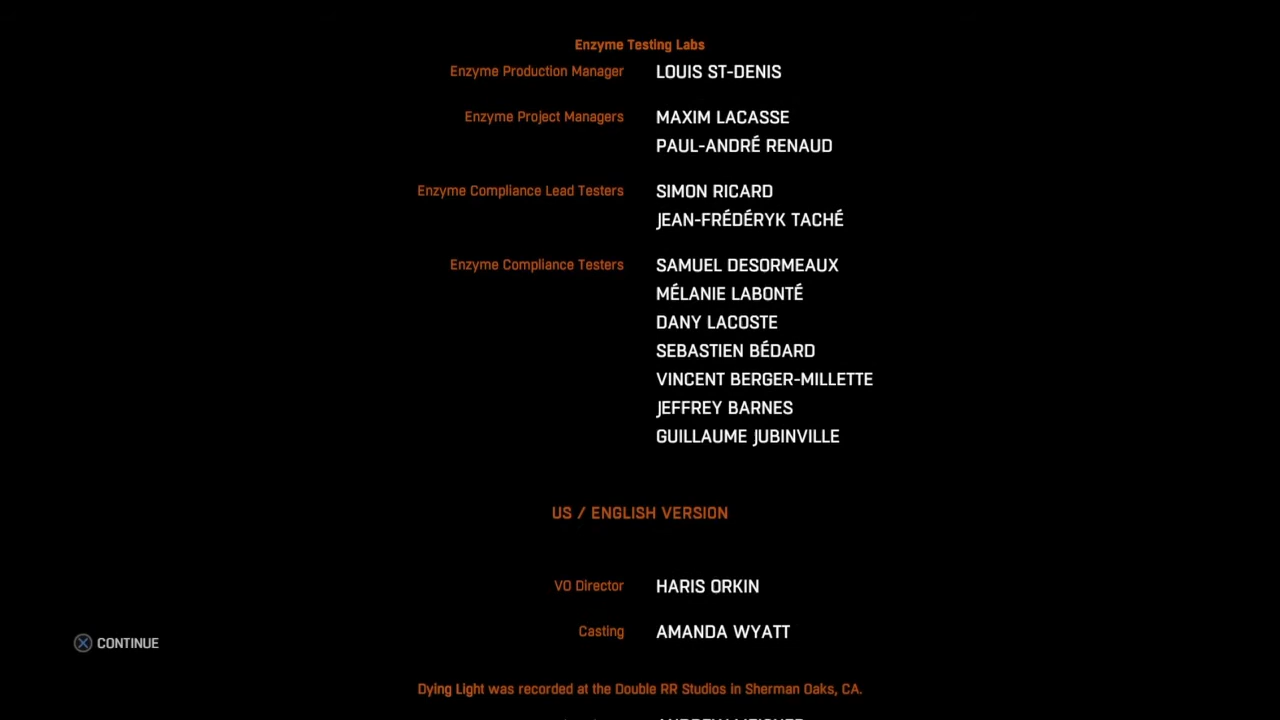 Enzyme Testing Labs
Enzyme Production Manager LOUIS ST-DENIS
Enzyme Project Managers MAXIM LACASSE
PAUL-ANDRÉ RENAUD
Enzyme Compliance Lead Testers SIMON RICARD
JEAN-FRÉDÉRYK TACHÉ
Enzyme Compliance Testers SAMUEL DESORMEAUX
MÉLANIE LABONTÉ
DANY LACOSTE
SEBASTIEN BÉDARD
VINCENT BERGER-MILLETTE
JEFFREY BARNES
GUILLAUME JUBINVILLE
US / ENGLISH VERSION
VO Director HARIS ORKIN
Casting AMANDA WYATT
CONTINUE
Dying Light was recorded at the Double RR Studios in Sherman Oaks, CA.